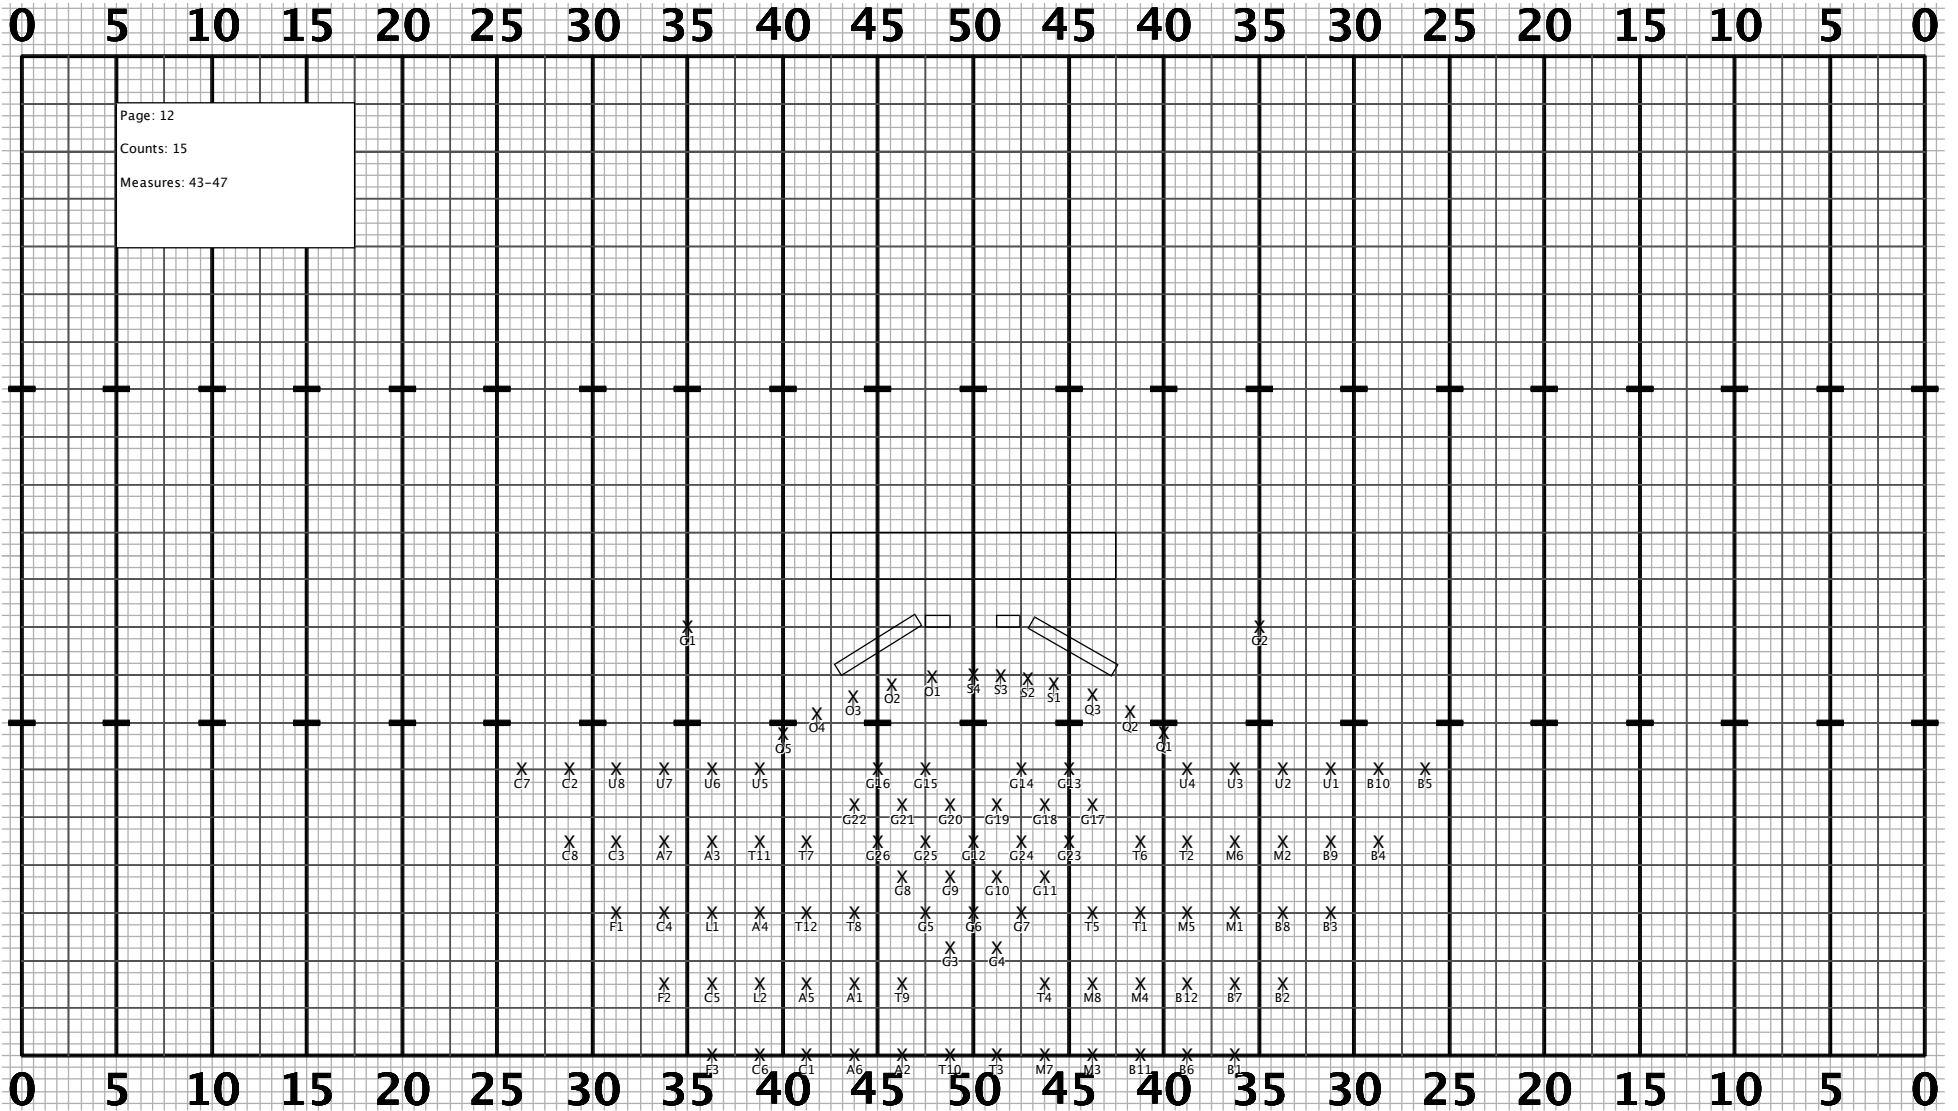 0 5 10 15 20 25 30 35 40 45 50 45 40 35 30 25 20 15 10 5 0
Page: 12
Counts: 15
Measures: 43-47
G1 G2
O2 O1 S4 S3 S2 S1
O3 Q3
O4 Q2
O5 Q1
C7 C2 U8 U7 U6 U5 G16 G15 G14 G13 U4 U3 U2 U1 B10 B5
G22 G21 G20 G19 G18 G17
C8 C3 A7 A3 T11 T7 G26 G25 G12 G24 G23 T6 T2 M6 M2 B9 B4
G8 G9 G10 G11
F1 C4 L1 A4 T12 T8 G5 G6 G7 T5 T1 M5 M1 B8 B3
G3 G4
F2 C5 L2 A5 A1 T9 T4 M8 M4 B12 B7 B2
F3 C6 C1 A6 A2 T10 T3 M7 M3 B11 B6 B1
0 5 10 15 20 25 30 35 40 45 50 45 40 35 30 25 20 15 10 5 0